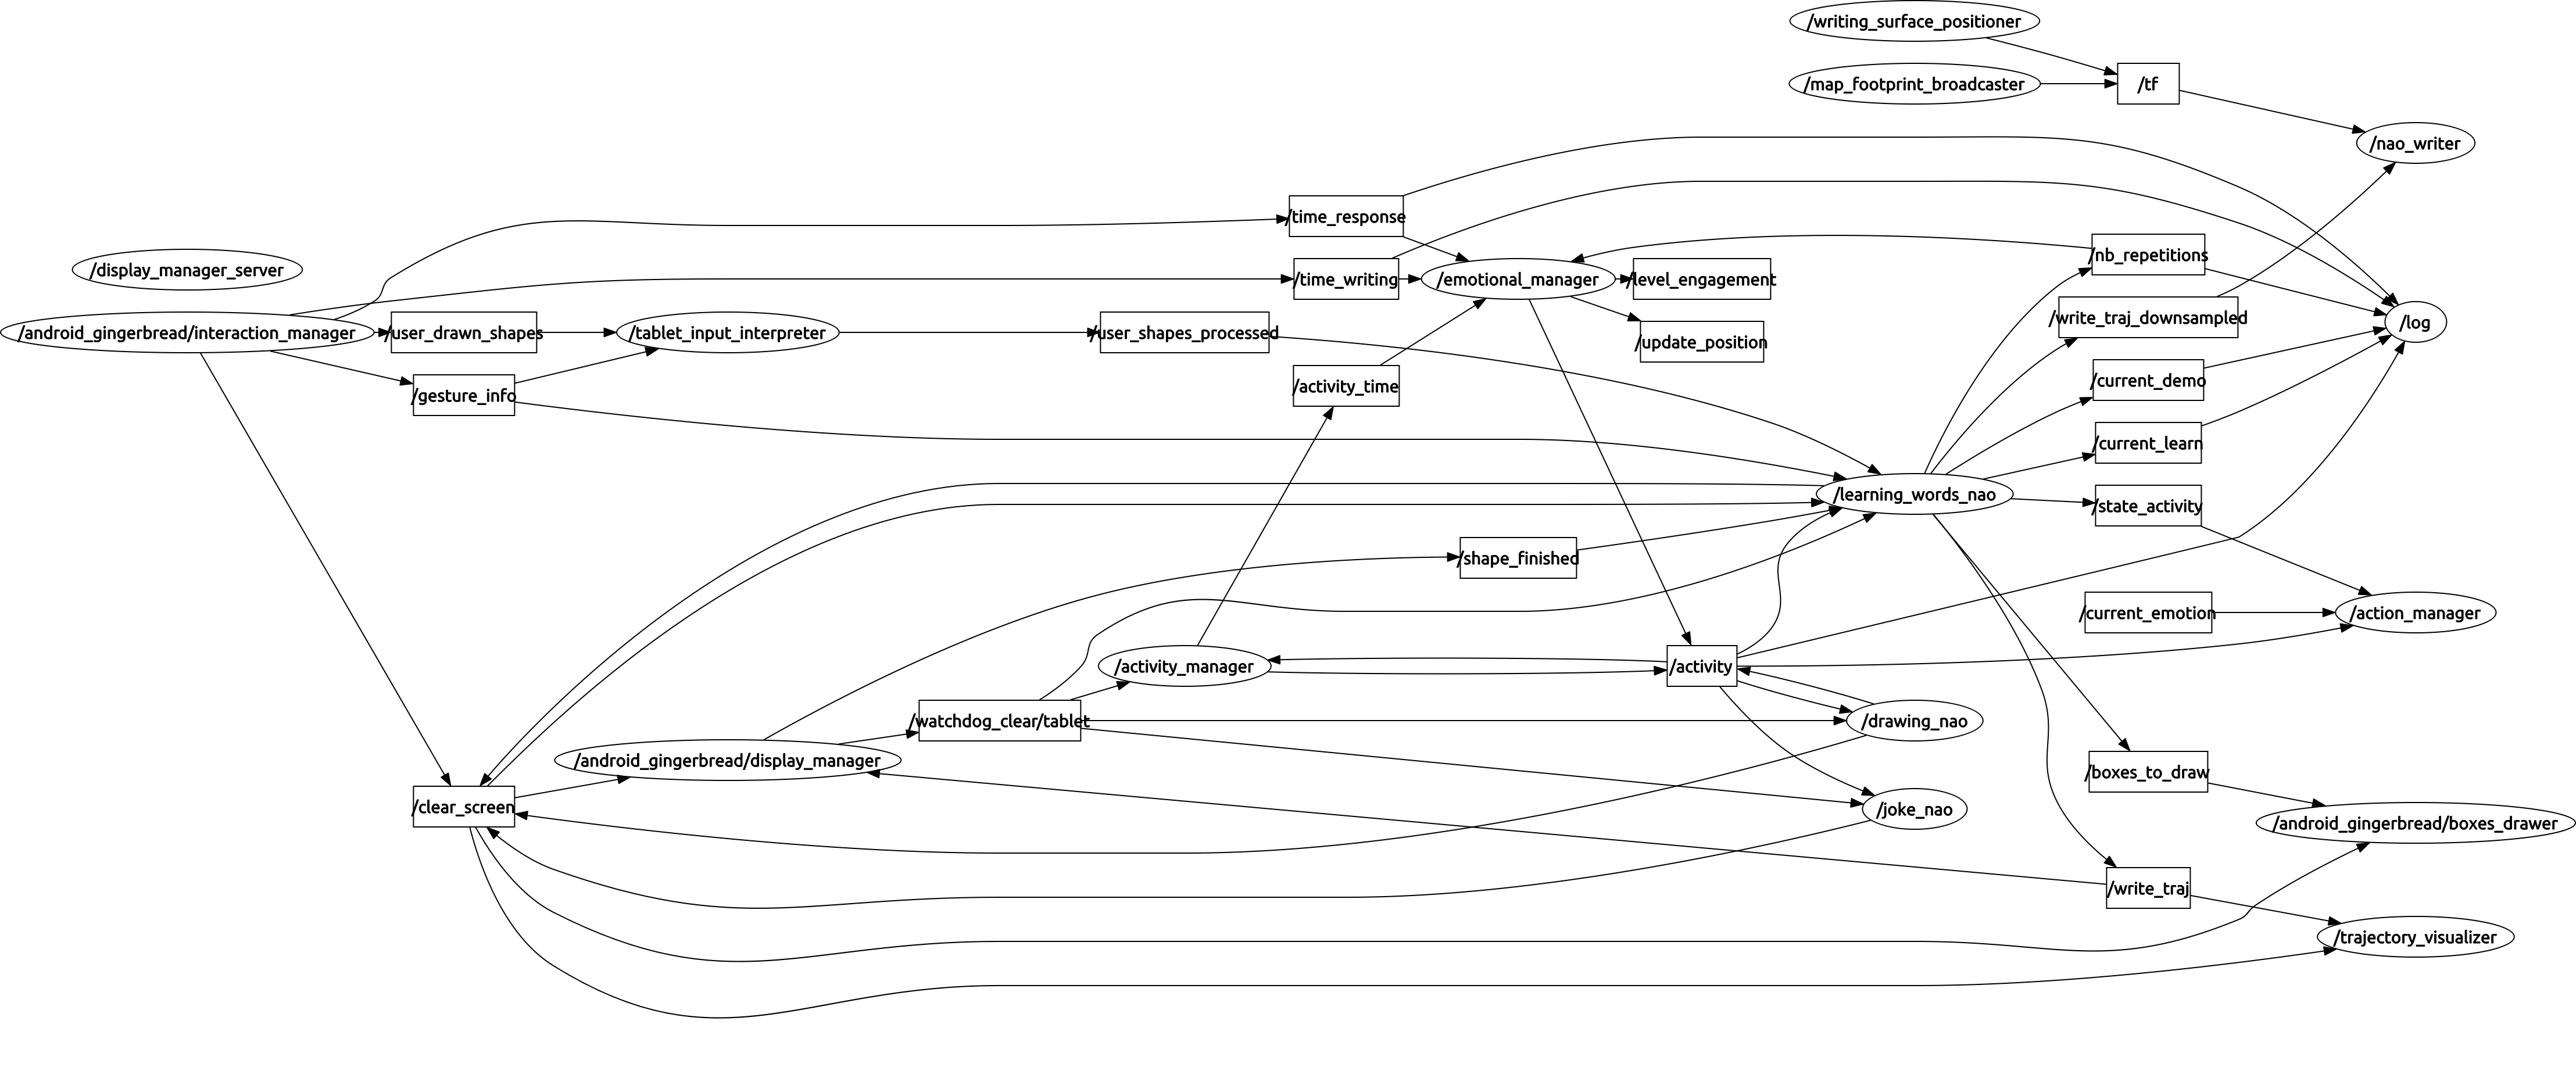 /writing_surface_positioner
/map_footprint_broadcaster
/tf
/nao_writer
/time_response
/nb_repetitions
/display_manager_server
/time_writing
/emotional_manager
/level_engagement
/write_traj_downsampled
/log
/android_gingerbread/interaction_manager
/user_drawn_shapes
/tablet_input_interpreter
/user_shapes_processed
/update_position
/gesture_info
/activity_time
/current_demo
/current_learn
/learning_words_nao
/state_activity
/shape_finished
/current_emotion
/action_manager
/activity_manager
/activity
/watchdog_clear/tablet
/drawing_nao
/android_gingerbread/display_manager
/boxes_to_draw
/clear_screen
/joke_nao
/android_gingerbread/boxes_drawer
/write_traj
/trajectory_visualizer